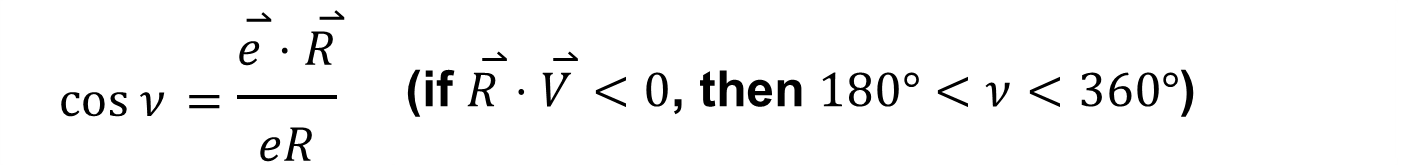 cos ν = (e⃗ · R⃗) / (eR) (if R⃗ · V⃗ < 0, then 180° < ν < 360°)